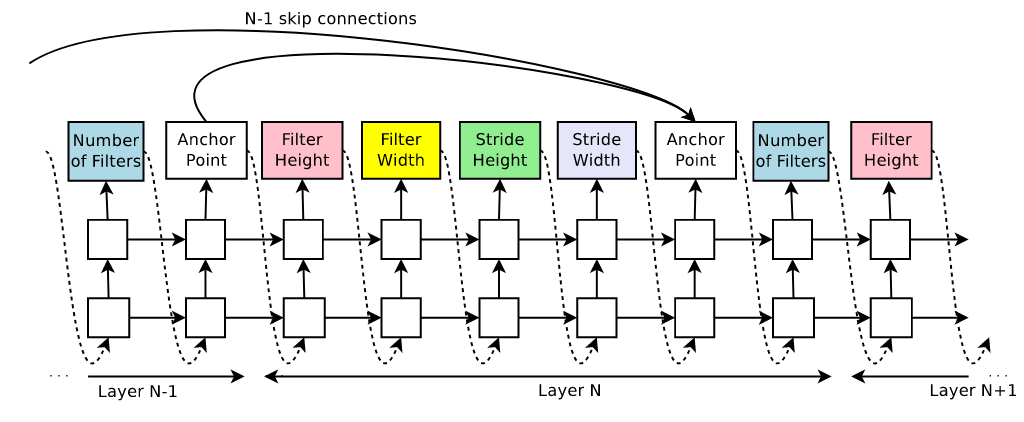 N-1 skip connections
Number
of Filters
Anchor
Point
Filter
Height
Filter
Width
Stride
Height
Stride
Width
Anchor
Point
Number
of Filters
Filter
Height
. . .
Layer N-1
Layer N
. . .
Layer N+1